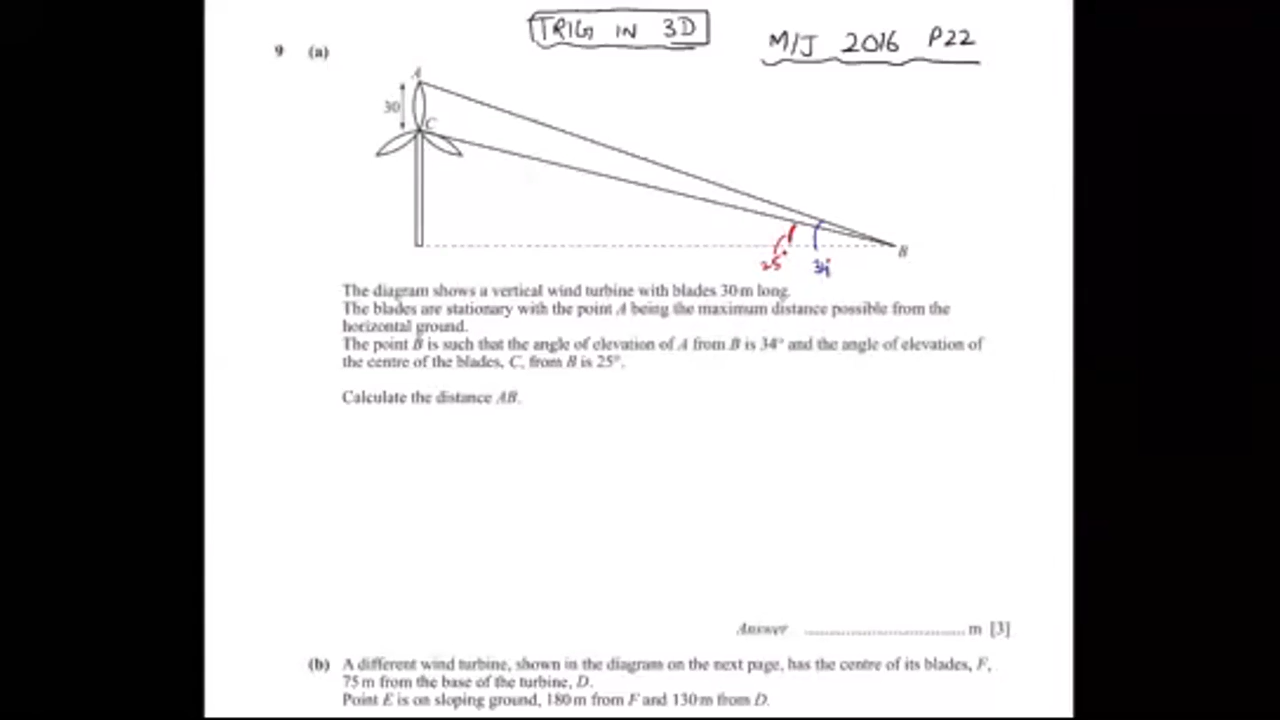 TRIG IN 3D
M/J 2016 P22
9 (a)
A
30
C
B
25°
34°
The diagram shows a vertical wind turbine with blades 30 m long.
The blades are stationary with the point A being the maximum distance possible from the
horizontal ground.
The point B is such that the angle of elevation of A from B is 34° and the angle of elevation of
the centre of the blades, C, from B is 25°.
Calculate the distance AB.
Answer ........................................ m [3]
(b) A different wind turbine, shown in the diagram on the next page, has the centre of its blades, F,
75 m from the base of the turbine, D.
Point E is on sloping ground, 180 m from F and 130 m from D.